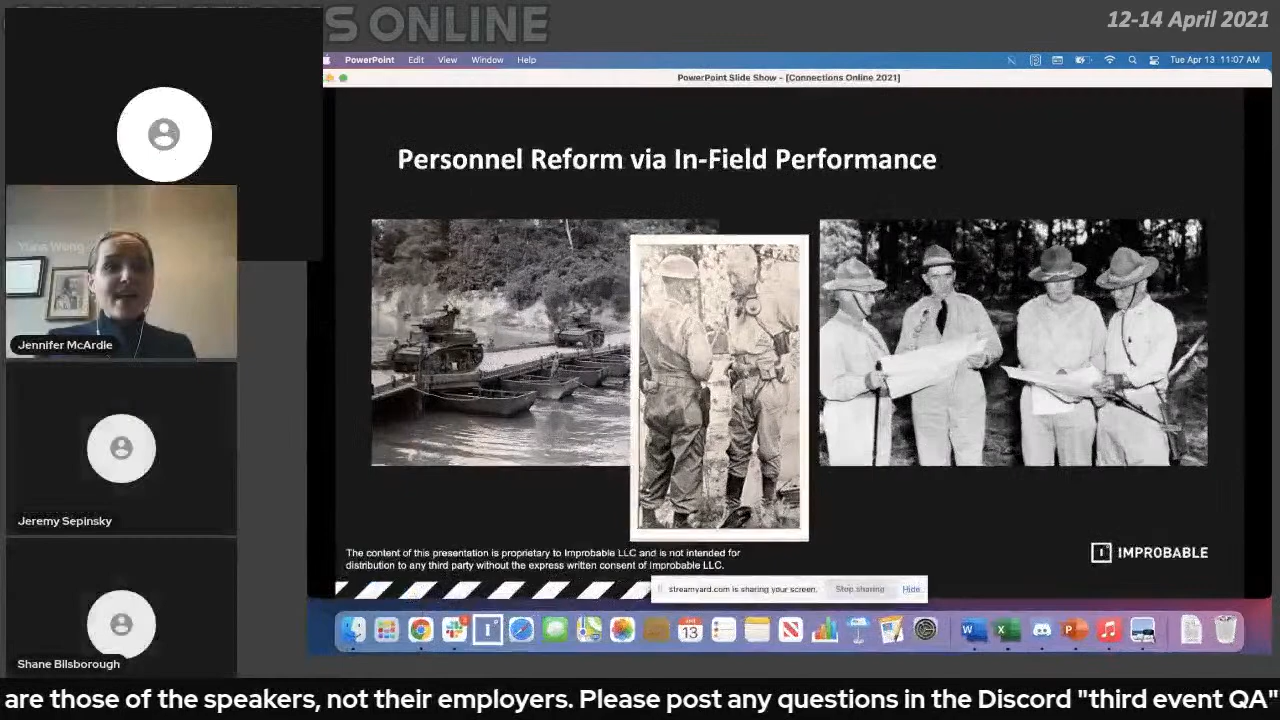 S ONLINE
12-14 April 2021
PowerPoint Edit View Window Help
Tue Apr 13 11:07 AM
PowerPoint Slide Show - [Connections Online 2021]
Personnel Reform via In-Field Performance
Yuna Wong
Jennifer McArdle
Jeremy Sepinsky
Shane Bilsborough
The content of this presentation is proprietary to Improbable LLC and is not intended for
distribution to any third party without the express written consent of Improbable LLC.
IMPROBABLE
streamyard.com is sharing your screen. Stop sharing Hide
13
are those of the speakers, not their employers. Please post any questions in the Discord "third event QA"